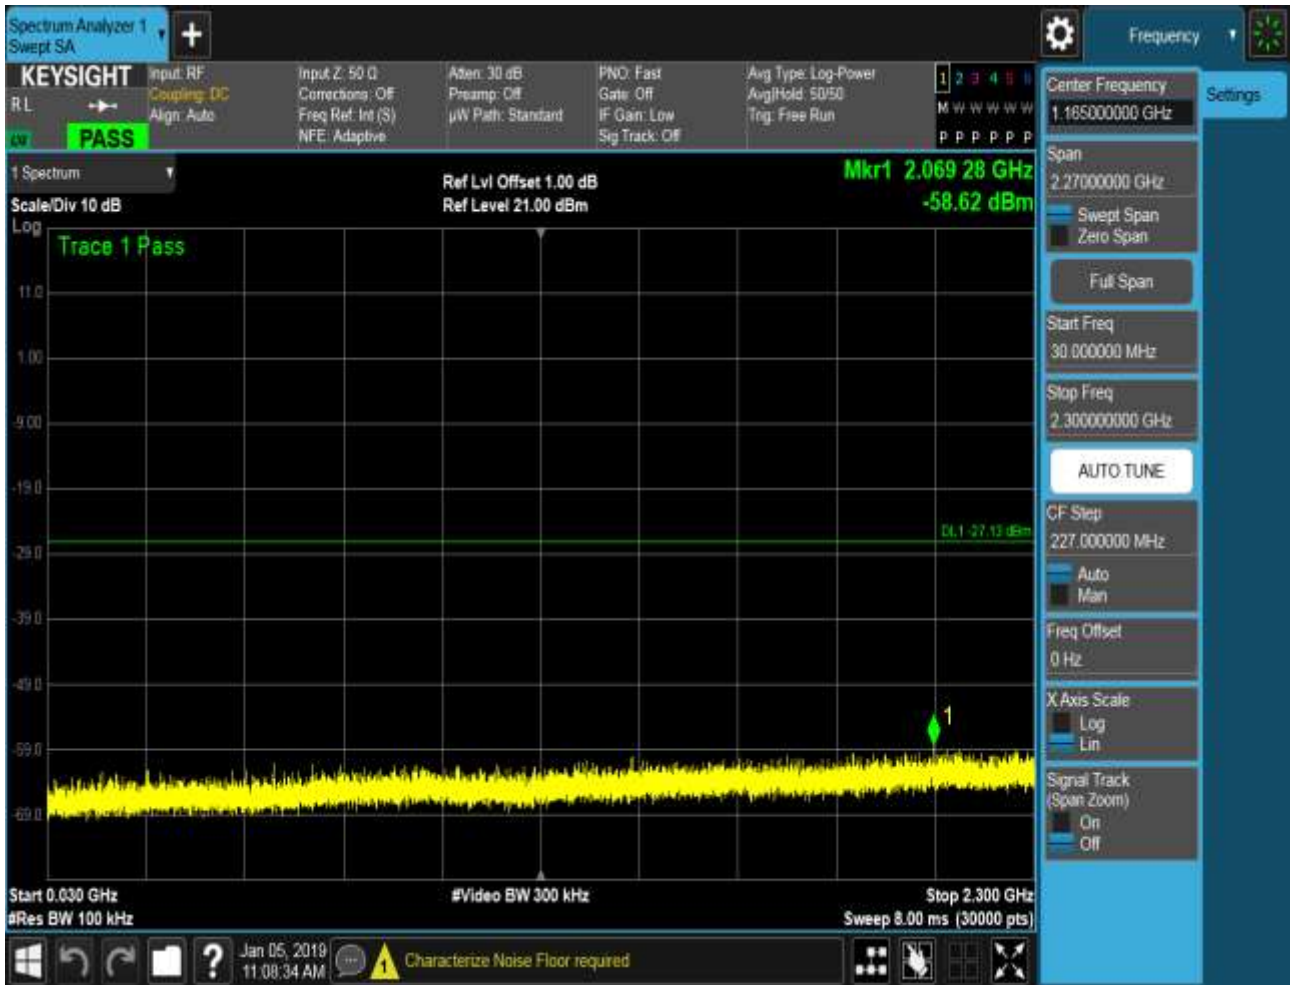 Spectrum Analyzer 1
Swept SA
Frequency
KEYSIGHT
RL
PASS
Input: RF
Coupling: DC
Align: Auto
Input Z: 50 Ω
Corrections: Off
Freq Ref: Int (S)
NFE: Adaptive
Atten: 30 dB
Preamp: Off
µW Path: Standard
PNO: Fast
Gate: Off
IF Gain: Low
Sig Track: Off
Avg Type: Log-Power
Avg|Hold: 50/50
Trig: Free Run
1 2 3 4 5 6
M W W W W W
P P P P P P
1 Spectrum
Scale/Div 10 dB
Ref Lvl Offset 1.00 dB
Ref Level 21.00 dBm
Mkr1 2.069 28 GHz
-58.62 dBm
Log
Trace 1 Pass
11.0
1.00
-9.00
-19.0
DL1 -27.13 dBm
-29.0
-39.0
-49.0
1
-59.0
-69.0
Start 0.030 GHz
#Video BW 300 kHz
Stop 2.300 GHz
#Res BW 100 kHz
Sweep 8.00 ms (30000 pts)
Center Frequency
1.165000000 GHz
Settings
Span
2.27000000 GHz
Swept Span
Zero Span
Full Span
Start Freq
30.000000 MHz
Stop Freq
2.300000000 GHz
AUTO TUNE
CF Step
227.000000 MHz
Auto
Man
Freq Offset
0 Hz
X Axis Scale
Log
Lin
Signal Track
(Span Zoom)
On
Off
?
Jan 05, 2019
11:08:34 AM
1
Characterize Noise Floor required